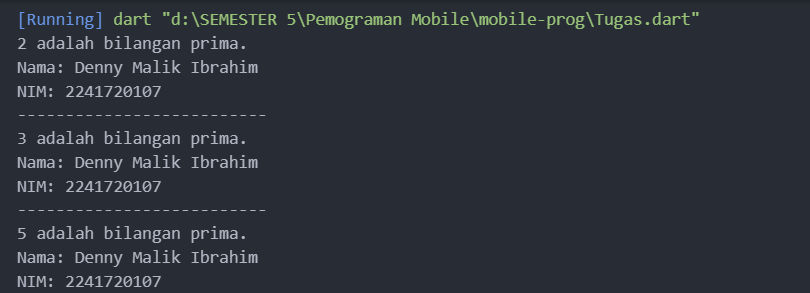 [Running] dart "d:\SEMESTER 5\Pemograman Mobile\mobile-prog\Tugas.dart"
2 adalah bilangan prima.
Nama: Denny Malik Ibrahim
NIM: 2241720107
--------------------------
3 adalah bilangan prima.
Nama: Denny Malik Ibrahim
NIM: 2241720107
--------------------------
5 adalah bilangan prima.
Nama: Denny Malik Ibrahim
NIM: 2241720107